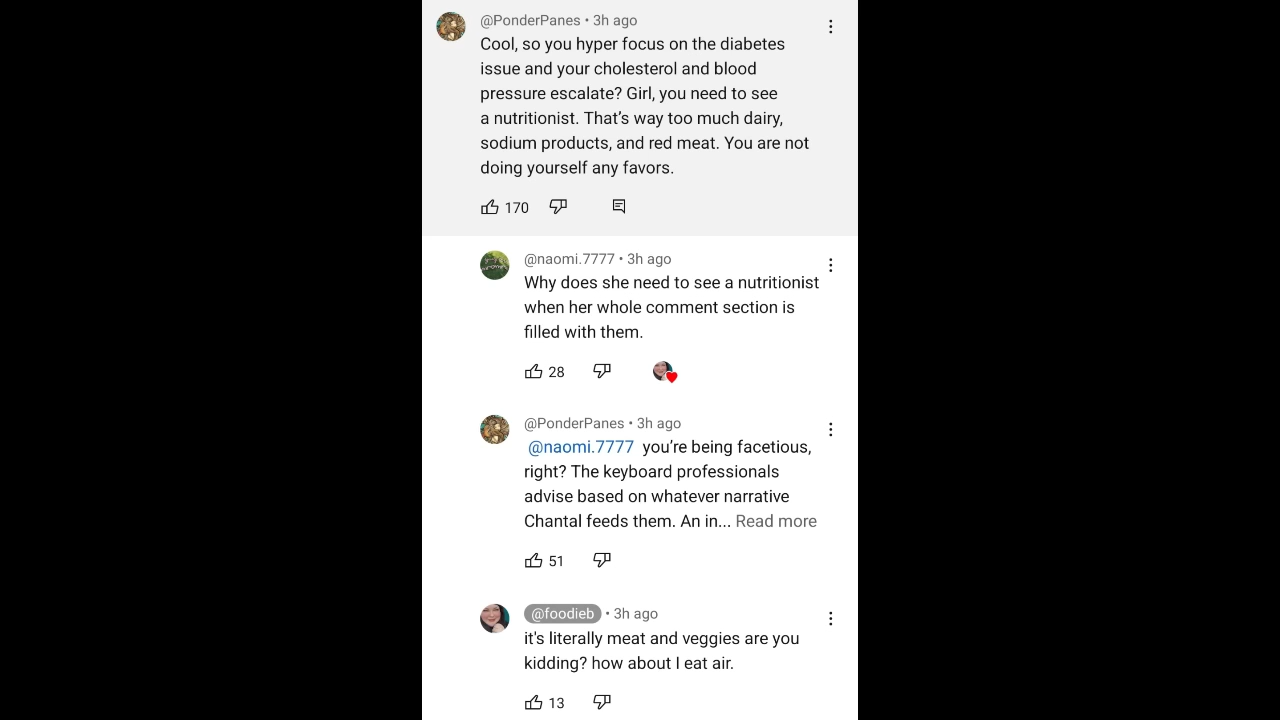 @PonderPanes • 3h ago
Cool, so you hyper focus on the diabetes
issue and your cholesterol and blood
pressure escalate? Girl, you need to see
a nutritionist. That’s way too much dairy,
sodium products, and red meat. You are not
doing yourself any favors.
170
@naomi.7777 • 3h ago
Why does she need to see a nutritionist
when her whole comment section is
filled with them.
28
@PonderPanes • 3h ago
@naomi.7777 you’re being facetious,
right? The keyboard professionals
advise based on whatever narrative
Chantal feeds them. An in... Read more
51
@foodieb • 3h ago
it's literally meat and veggies are you
kidding? how about I eat air.
13